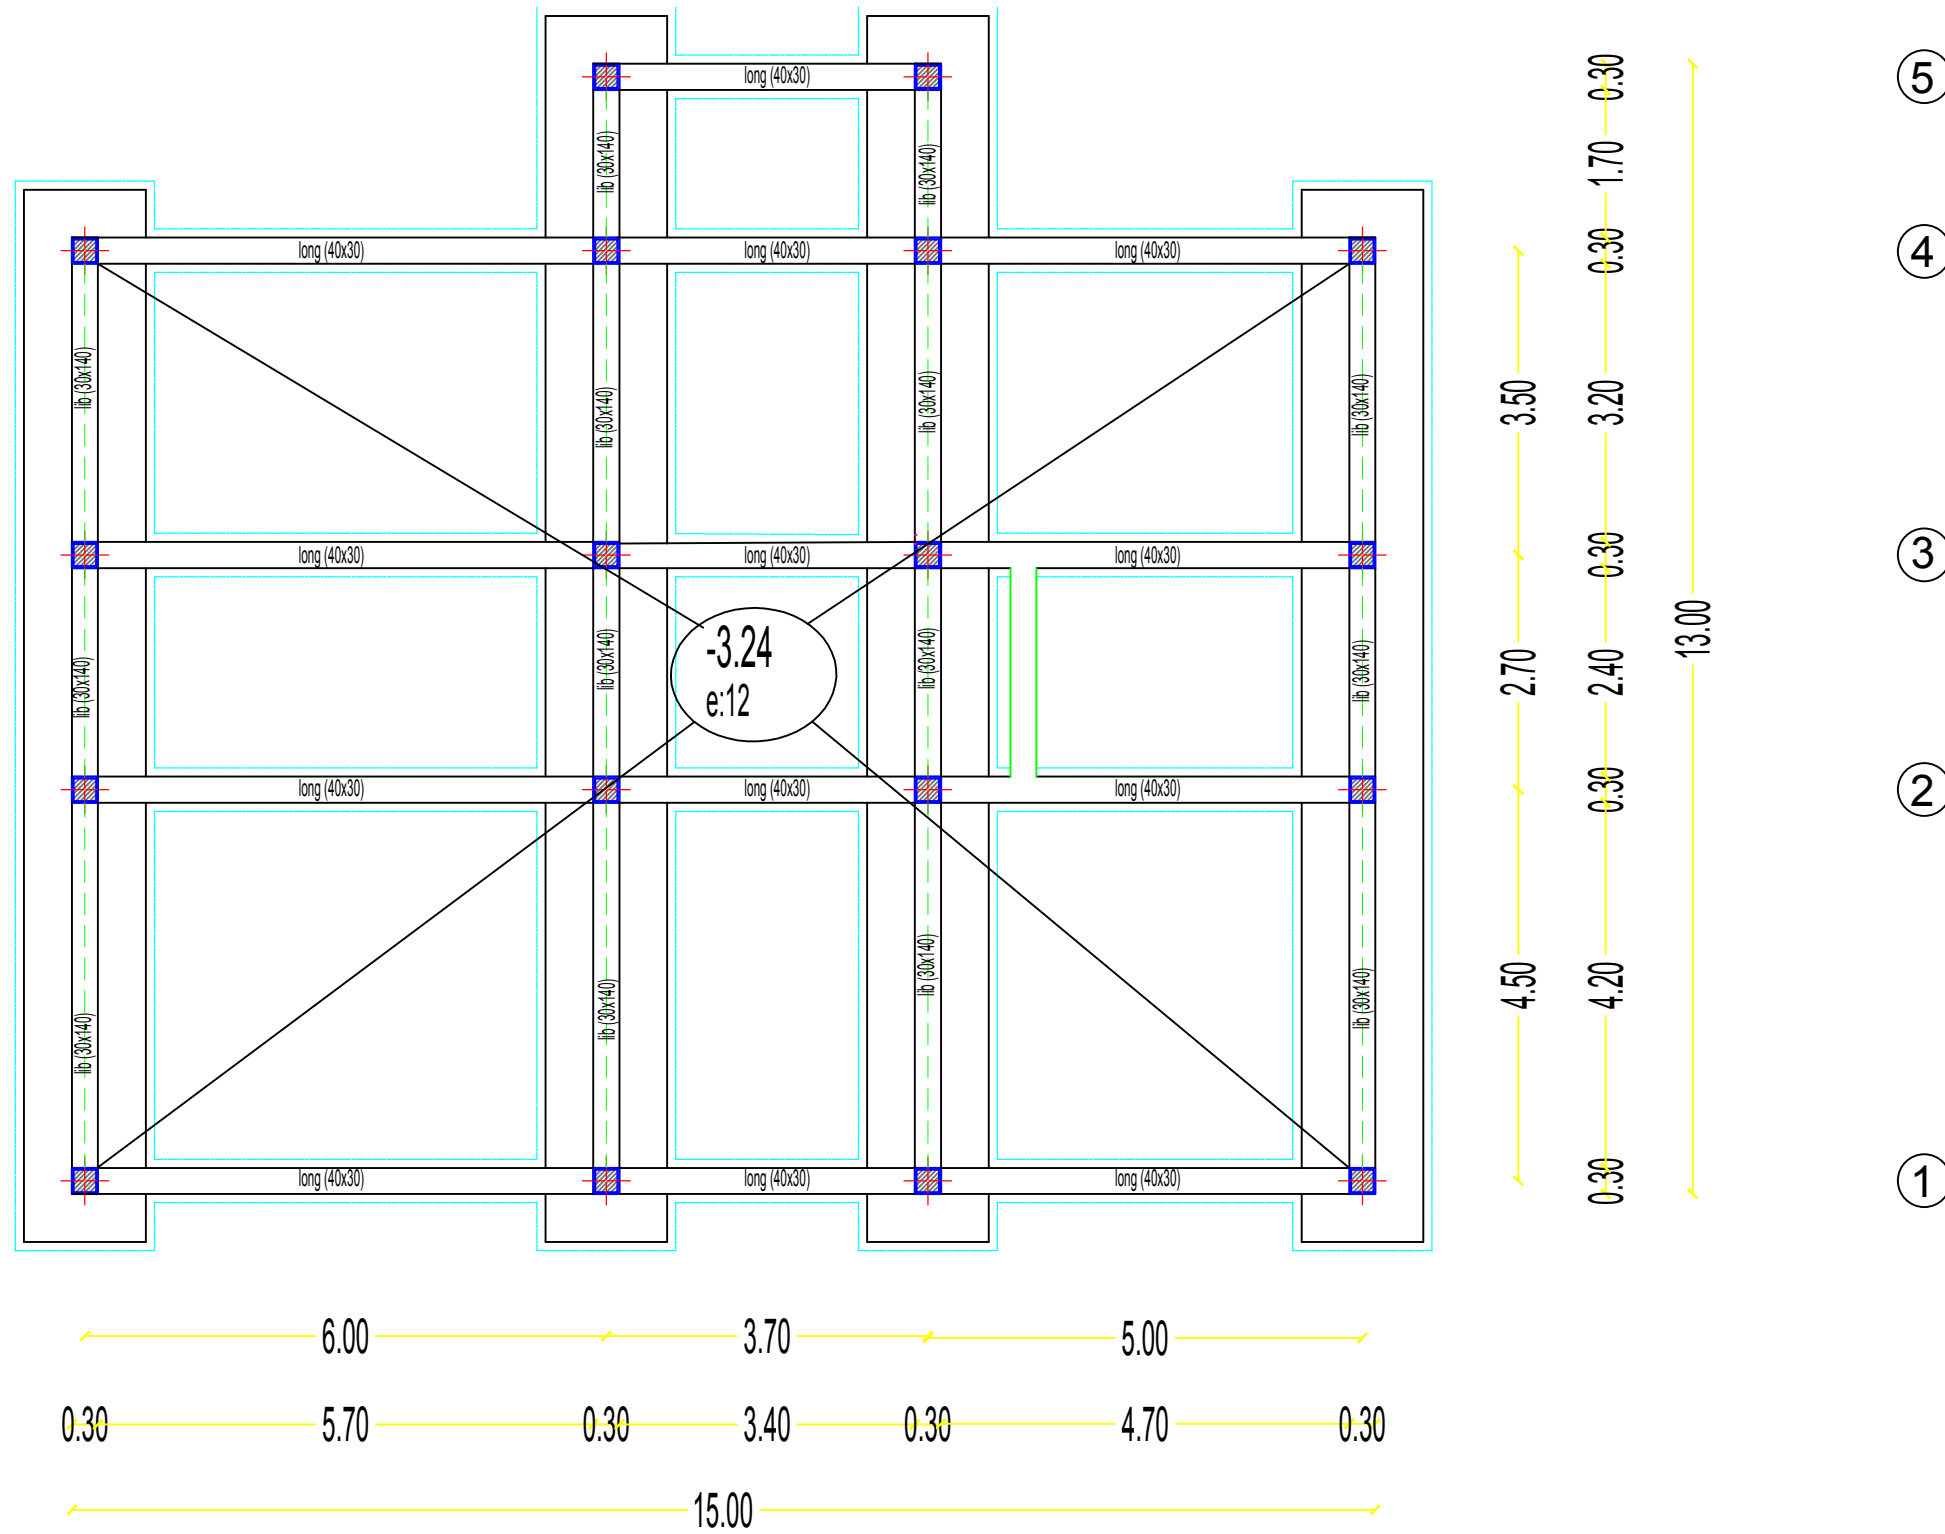 long (40x30)
0.30
5
lib (30x140)
lib (30x140)
1.70
long (40x30)
long (40x30)
long (40x30)
0.30
4
lib (30x140)
lib (30x140)
lib (30x140)
lib (30x140)
3.50
3.20
long (40x30)
long (40x30)
long (40x30)
0.30
3
13.00
-3.24
e:12
lib (30x140)
lib (30x140)
lib (30x140)
lib (30x140)
2.70
2.40
long (40x30)
long (40x30)
long (40x30)
0.30
2
lib (30x140)
lib (30x140)
lib (30x140)
lib (30x140)
4.50
4.20
long (40x30)
long (40x30)
long (40x30)
0.30
1
6.00
3.70
5.00
0.30
5.70
0.30
3.40
0.30
4.70
0.30
15.00